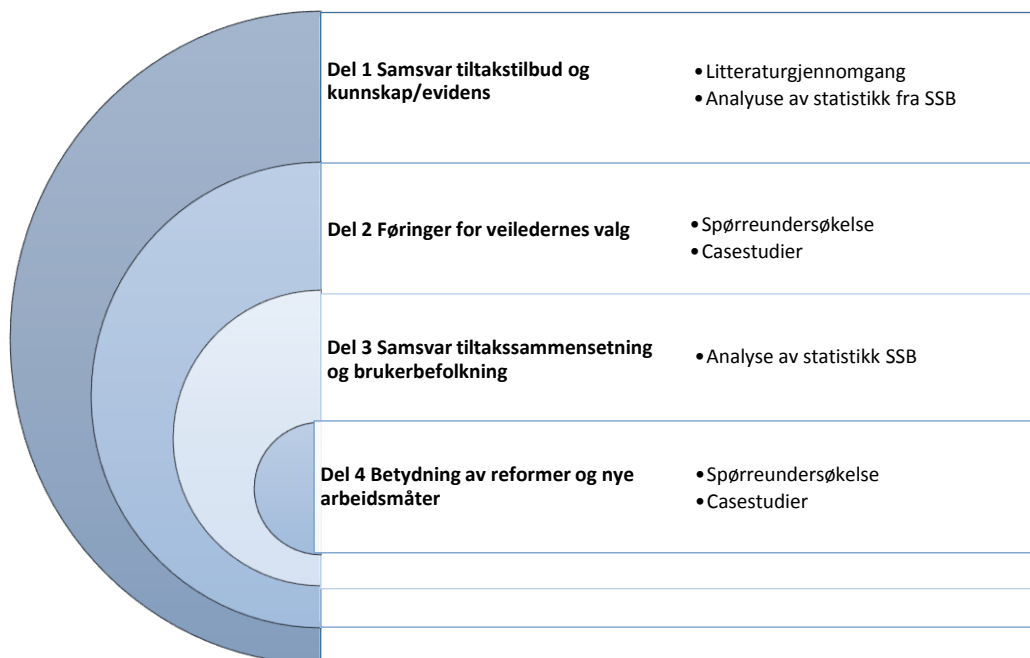 Del 1 Samsvar tiltakstilbud og
kunnskap/evidens
•Litteraturgjennomgang
•Analyuse av statistikk fra SSB
Del 2 Føringer for veiledernes valg
•Spørreundersøkelse
•Casestudier
Del 3 Samsvar tiltakssammensetning
og brukerbefolkning
•Analyse av statistikk SSB
Del 4 Betydning av reformer og nye
arbeidsmåter
•Spørreundersøkelse
•Casestudier